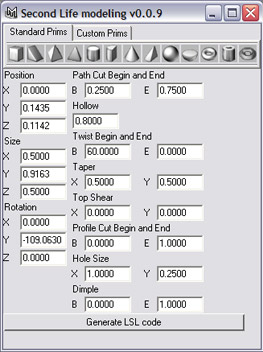 Second Life modeling v0.0.9
Standard Prims Custom Prims
Position Path Cut Begin and End
X 0.0000 B 0.2500 E 0.7500
Y 0.1435 Hollow
Z 0.1142 0.8000
Size Twist Begin and End
X 0.5000 B 60.0000 E 0.0000
Y 0.9163 Taper
Z 0.5000 X 0.5000 Y 0.5000
Rotation Top Shear
X 0.0000 X 0.0000 Y 0.0000
Y -109.0630 Profile Cut Begin and End
Z 0.0000 B 0.0000 E 1.0000
Hole Size
X 1.0000 Y 0.2500
Dimple
B 0.0000 E 1.0000
Generate LSL code